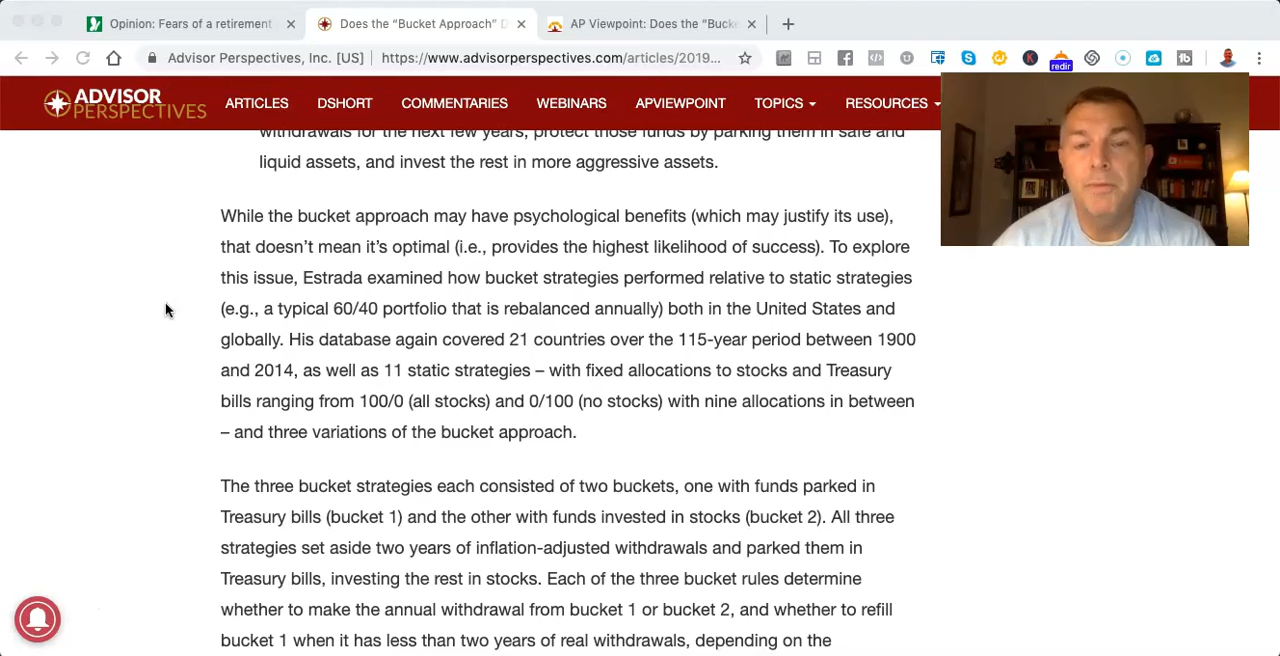 Opinion: Fears of a retirement
Does the “Bucket Approach” D
AP Viewpoint: Does the “Bucke
Advisor Perspectives Inc. [US]
https://www.advisorperspectives.com/articles/2019...
redir
ADVISOR
PERSPECTIVES
ARTICLES
DSHORT
COMMENTARIES
WEBINARS
APVIEWPOINT
TOPICS
RESOURCES
withdrawals for the next few years, protect those funds by parking them in safe and
liquid assets, and invest the rest in more aggressive assets.
While the bucket approach may have psychological benefits (which may justify its use),
that doesn’t mean it’s optimal (i.e., provides the highest likelihood of success). To explore
this issue, Estrada examined how bucket strategies performed relative to static strategies
(e.g., a typical 60/40 portfolio that is rebalanced annually) both in the United States and
globally. His database again covered 21 countries over the 115-year period between 1900
and 2014, as well as 11 static strategies – with fixed allocations to stocks and Treasury
bills ranging from 100/0 (all stocks) and 0/100 (no stocks) with nine allocations in between
– and three variations of the bucket approach.
The three bucket strategies each consisted of two buckets, one with funds parked in
Treasury bills (bucket 1) and the other with funds invested in stocks (bucket 2). All three
strategies set aside two years of inflation-adjusted withdrawals and parked them in
Treasury bills, investing the rest in stocks. Each of the three bucket rules determine
whether to make the annual withdrawal from bucket 1 or bucket 2, and whether to refill
bucket 1 when it has less than two years of real withdrawals, depending on the